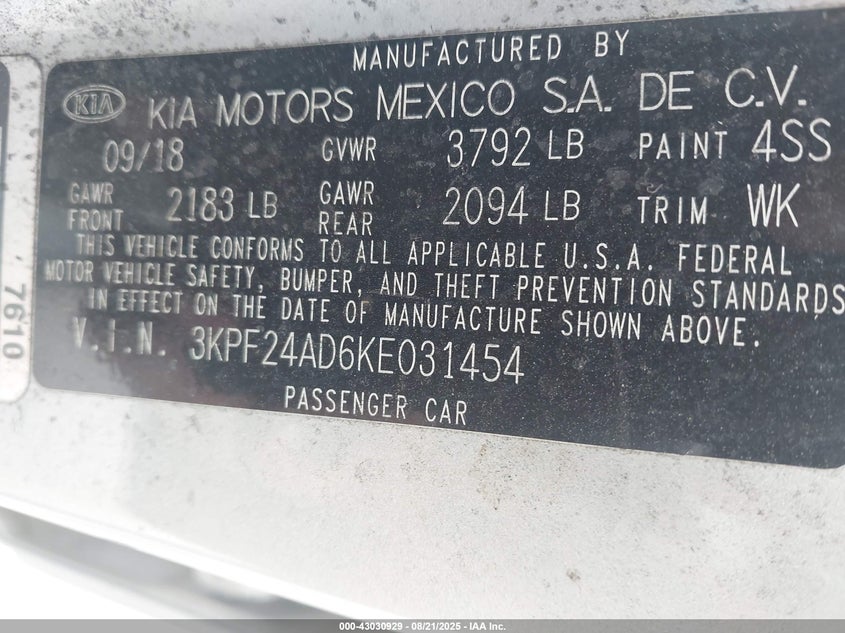 MANUFACTURED BY
KIA KIA MOTORS MEXICO S.A. DE C.V.
09/18 GVWR 3792 LB PAINT 4SS
GAWR FRONT 2183 LB GAWR REAR 2094 LB TRIM WK
THIS VEHICLE CONFORMS TO ALL APPLICABLE U.S.A. FEDERAL
MOTOR VEHICLE SAFETY, BUMPER, AND THEFT PREVENTION STANDARDS
IN EFFECT ON THE DATE OF MANUFACTURE SHOWN ABOVE.
V.I.N. 3KPF24AD6KE031454
PASSENGER CAR
7610
000-43030929 - 08/21/2025 - IAA Inc.